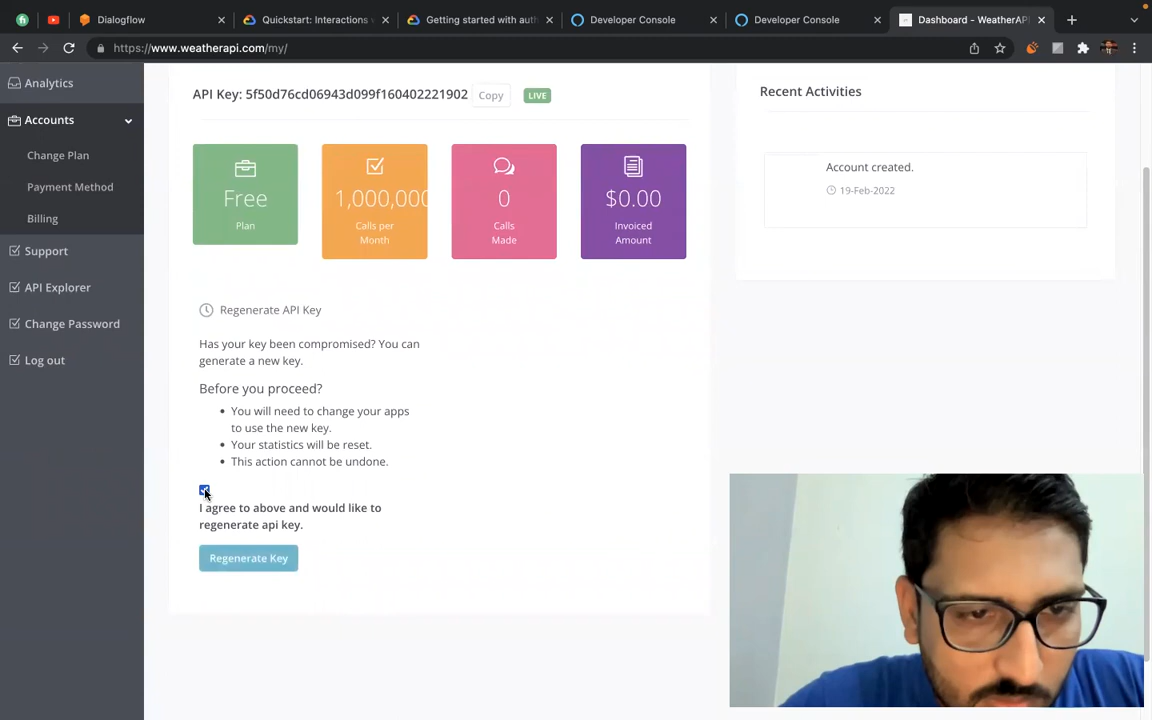 Dialogflow
Quickstart: Interactions
Getting started with auth
Developer Console
Developer Console
Dashboard - WeatherAPI
https://www.weatherapi.com/my/
Analytics
Accounts
Change Plan
Payment Method
Billing
Support
API Explorer
Change Password
Log out
API Key: 5f50d76cd06943d099f160402221902
Copy
LIVE
Free
Plan
1,000,000
Calls per
Month
0
Calls
Made
$0.00
Invoiced
Amount
Regenerate API Key
Has your key been compromised? You can
generate a new key.
Before you proceed?
You will need to change your apps
to use the new key.
Your statistics will be reset.
This action cannot be undone.
I agree to above and would like to
regenerate api key.
Regenerate Key
Recent Activities
Account created.
19-Feb-2022